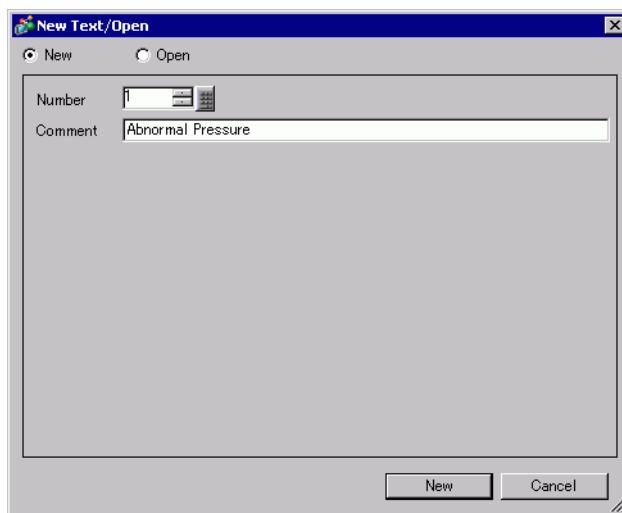 New Text/Open
New Open
Number 1
Comment Abnormal Pressure
New Cancel